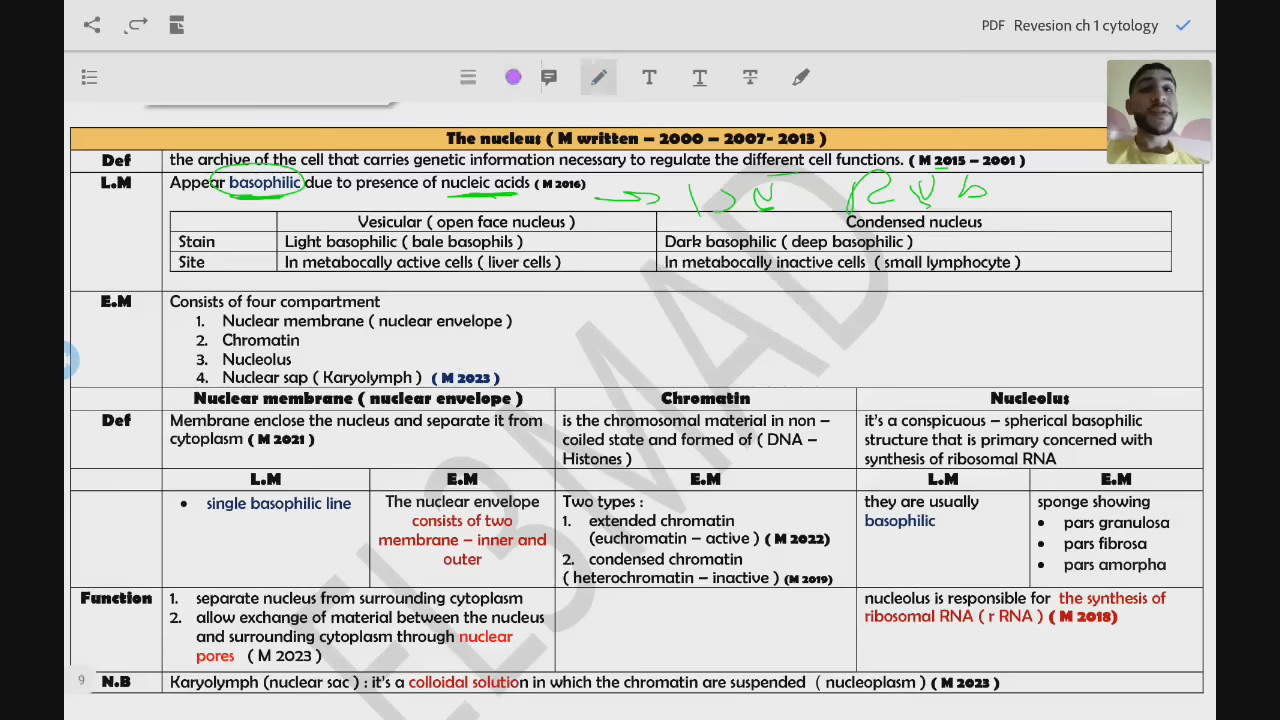 PDF Revesion ch 1 cytology
The nucleus ( M written – 2000 – 2007- 2013 )
Def the archive of the cell that carries genetic information necessary to regulate the different cell functions. ( M 2015 – 2001 )
L.M Appear basophilic due to presence of nucleic acids ( M 2016 )
Vesicular ( open face nucleus ) Condensed nucleus
Stain Light basophilic ( bale basophils ) Dark basophilic ( deep basophilic )
Site In metabocally active cells ( liver cells ) In metabocally inactive cells ( small lymphocyte )
E.M Consists of four compartment
1. Nuclear membrane ( nuclear envelope )
2. Chromatin
3. Nucleolus
4. Nuclear sap ( Karyolymph ) ( M 2023 )
Nuclear membrane ( nuclear envelope ) Chromatin Nucleolus
Def Membrane enclose the nucleus and separate it from
cytoplasm ( M 2021 )
is the chromosomal material in non –
coiled state and formed of ( DNA –
Histones )
it's a conspicuous – spherical basophilic
structure that is primary concerned with
synthesis of ribosomal RNA
L.M E.M E.M L.M E.M
• single basophilic line
The nuclear envelope
consists of two
membrane – inner and
outer
Two types :
1. extended chromatin
(euchromatin – active ) ( M 2022)
2. condensed chromatin
( heterochromatin – inactive ) (M 2019)
they are usually
basophilic
sponge showing
• pars granulosa
• pars fibrosa
• pars amorpha
Function 1. separate nucleus from surrounding cytoplasm
2. allow exchange of material between the nucleus
and surrounding cytoplasm through nuclear
pores ( M 2023 )
nucleolus is responsible for the synthesis of
ribosomal RNA ( r RNA ) ( M 2018)
N.B Karyolymph (nuclear sac ) : it's a colloidal solution in which the chromatin are suspended ( nucleoplasm ) ( M 2023 )
9
EL3MAD